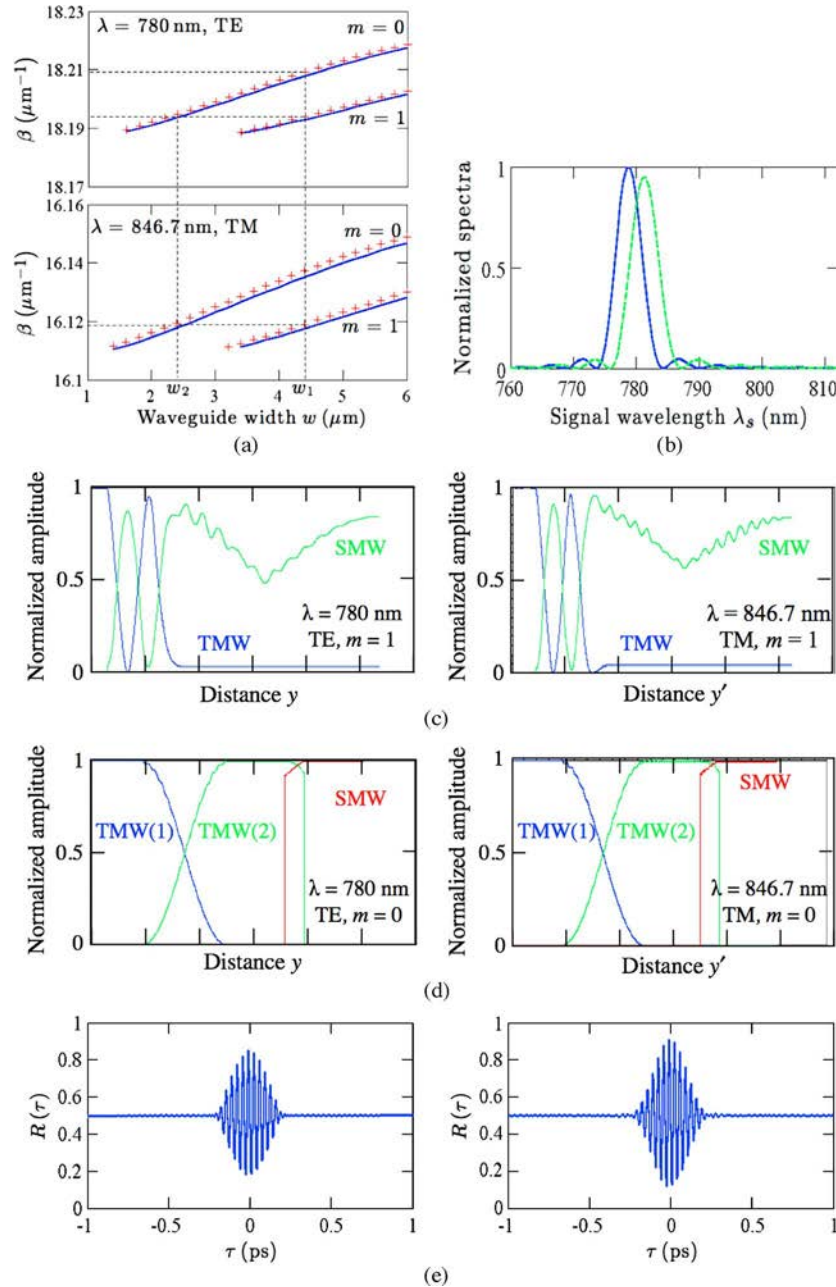 18.23
λ = 780 nm, TE
m = 0
18.21
β (μm⁻¹)
18.19
m = 1
18.17
16.16
λ = 846.7 nm, TM
m = 0
16.14
β (μm⁻¹)
16.12
m = 1
16.1
w₂ w₁
1 2 3 4 5 6
Waveguide width w (μm)
(a)
1
Normalized spectra
0.5
0
760 770 780 790 800 810
Signal wavelength λₛ (nm)
(b)
1
Normalized amplitude
0.5
0
SMW
λ = 780 nm
TE, m = 1
TMW
Distance y
1
Normalized amplitude
0.5
0
SMW
λ = 846.7 nm
TM, m = 1
TMW
Distance y′
(c)
1
Normalized amplitude
0.5
0
TMW(1) TMW(2) SMW
λ = 780 nm
TE, m = 0
Distance y
1
Normalized amplitude
0.5
0
TMW(1) TMW(2) SMW
λ = 846.7 nm
TM, m = 0
Distance y′
(d)
1
0.8
0.6
R(τ)
0.4
0.2
0
-1 -0.5 0 0.5 1
τ (ps)
1
0.8
0.6
R(τ)
0.4
0.2
0
-1 -0.5 0 0.5 1
τ (ps)
(e)